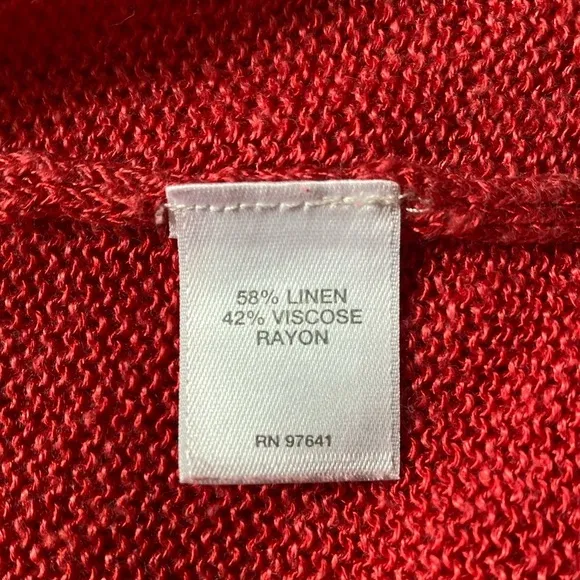 58% LINEN
42% VISCOSE
RAYON
RN 97641